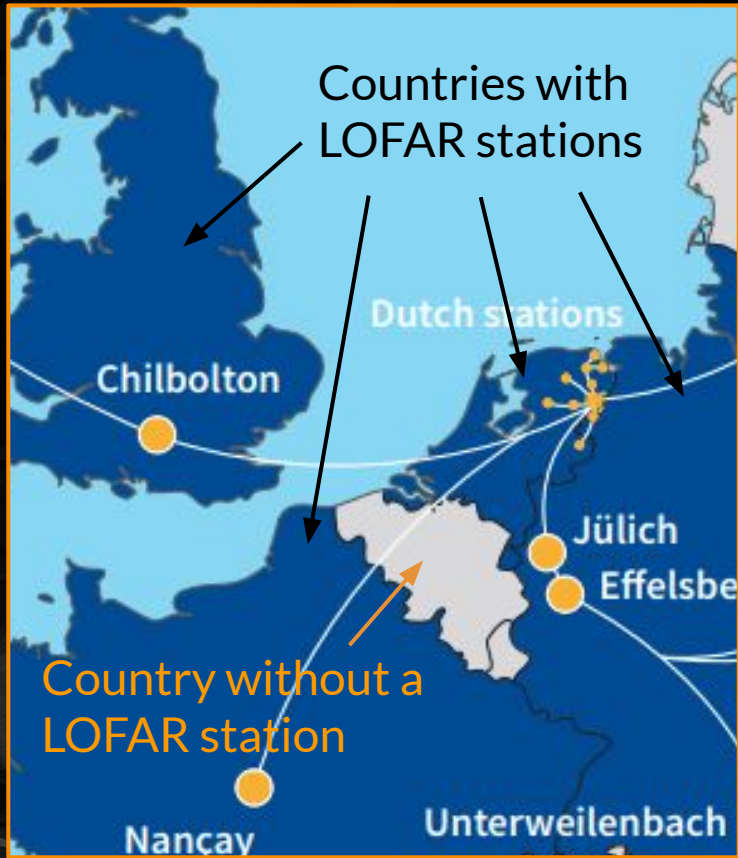 Countries with
LOFAR stations
Dutch stations
Chilbolton
Jülich
Effelsbe
Country without a
LOFAR station
Nançay
Unterweilenbach